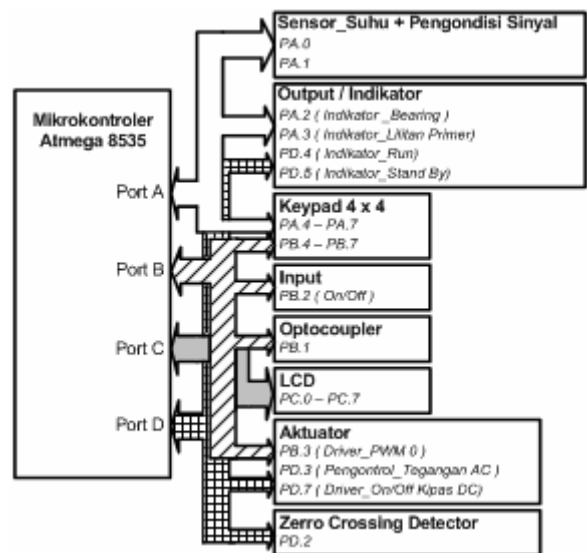 Sensor_Suhu + Pengondisi Sinyal
PA.0
PA.1
Output / Indikator
PA.2 ( Indikator_Bearing )
PA.3 ( Indikator_Lilitan Primer)
PD.4 ( Indikator_Run)
PD.5 ( Indikator_Stand By)
Keypad 4 x 4
PA.4 – PA.7
PB.4 – PB.7
Input
PB.2 ( On/Off )
Optocoupler
PB.1
LCD
PC.0 – PC.7
Aktuator
PB.3 ( Driver_PWM 0 )
PD.3 ( Pengontrol_Tegangan AC )
PD.7 ( Driver_On/Off Kipas DC)
Zerro Crossing Detector
PD.2
Mikrokontroler
Atmega 8535
Port A
Port B
Port C
Port D